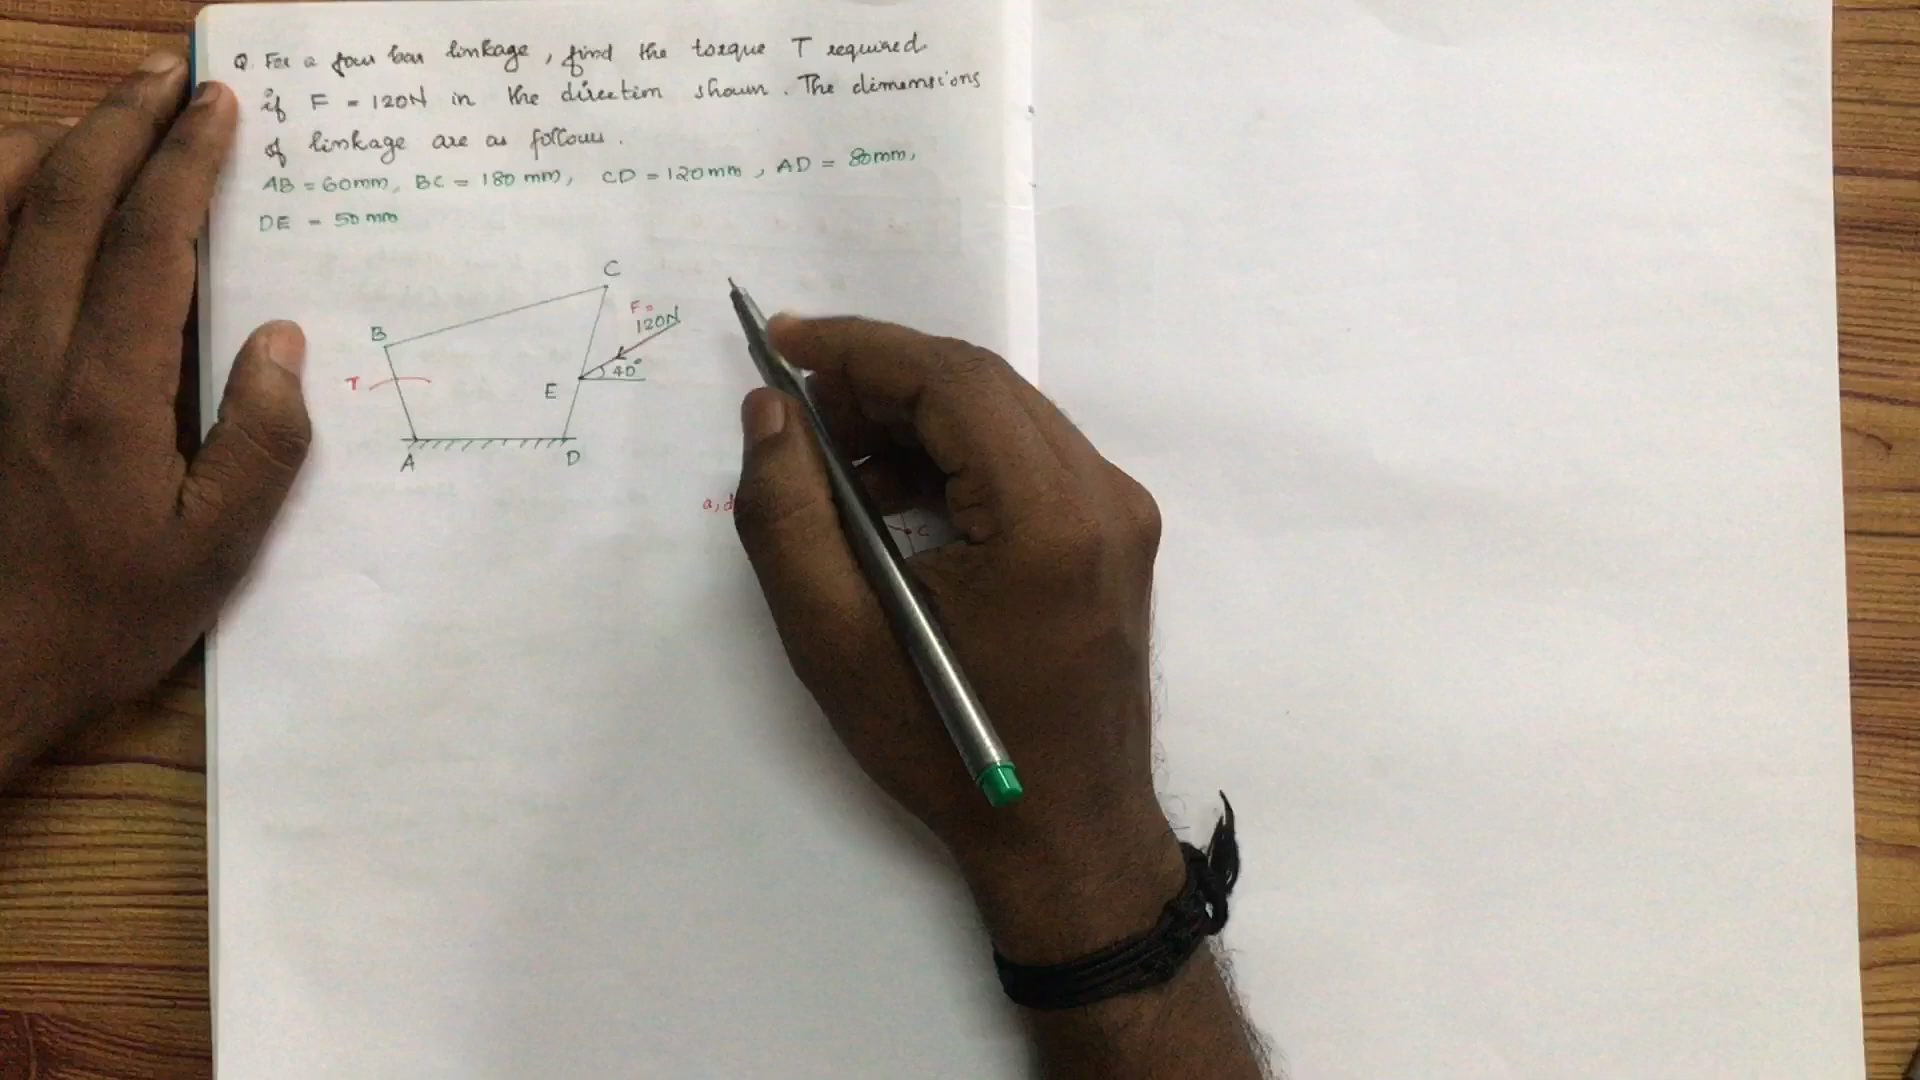 Q. For a four bar linkage, find the torque T required
if F = 120N in the direction shown. The dimensions
of linkage are as follows.
AB = 60mm, BC = 180 mm, CD = 120mm, AD = 80mm,
DE = 50 mm
C
F =
120N
B
T
40°
E
A
D
a, d
c